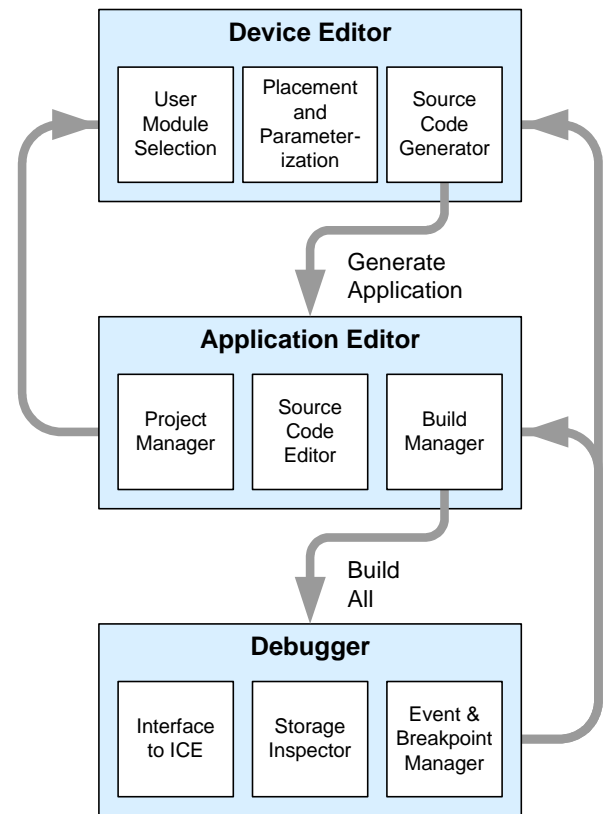 Device Editor
User
Module
Selection
Placement
and
Parameter-
ization
Source
Code
Generator
Generate
Application
Application Editor
Project
Manager
Source
Code
Editor
Build
Manager
Build
All
Debugger
Interface
to ICE
Storage
Inspector
Event &
Breakpoint
Manager